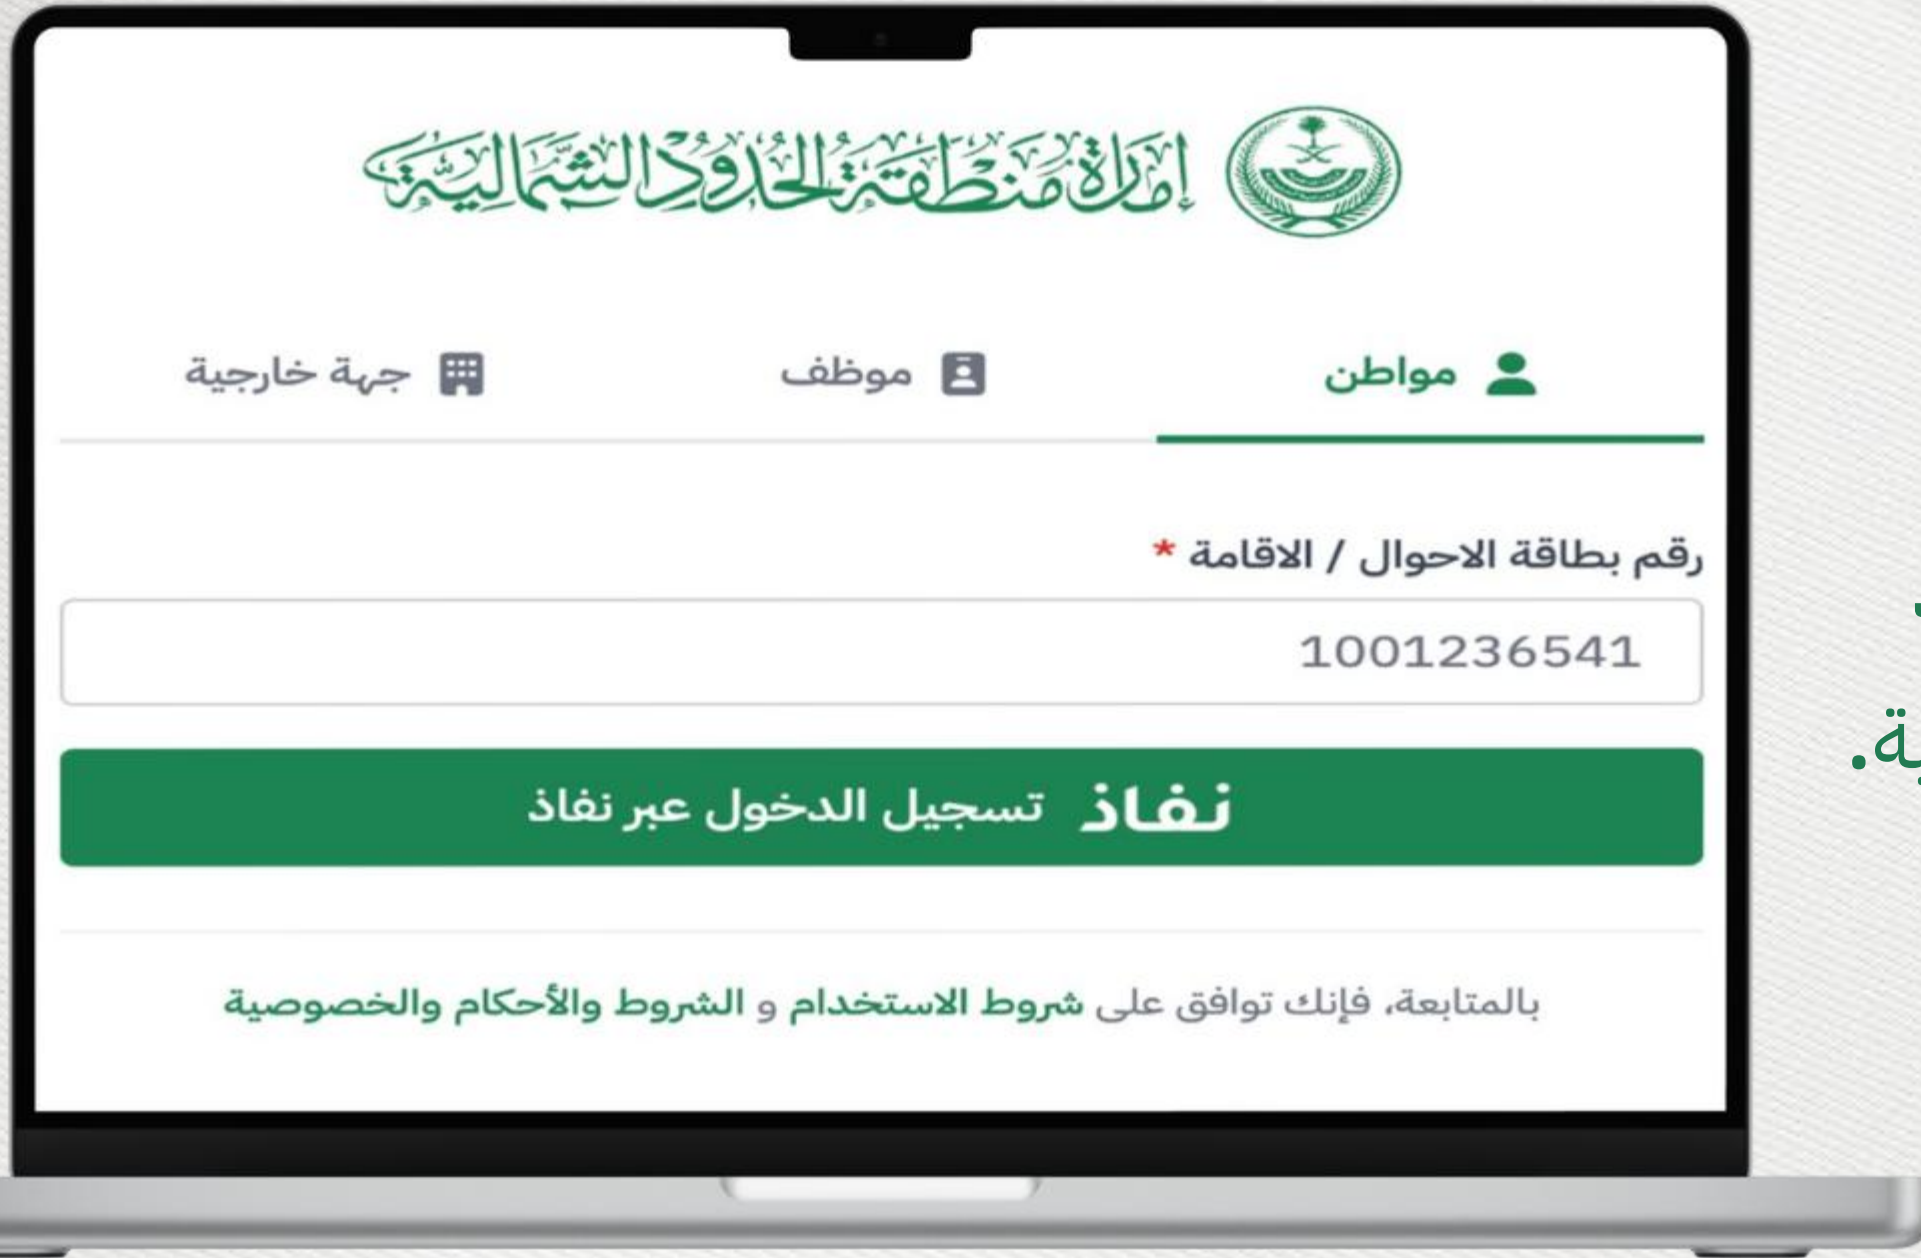 إمارة منطقة الحدود الشمالية
مواطن
موظف
جهة خارجية
رقم بطاقة الاحوال / الاقامة *
1001236541
نفاذ تسجيل الدخول عبر نفاذ
بالمتابعة، فإنك توافق على شروط الاستخدام و الشروط والأحكام والخصوصية